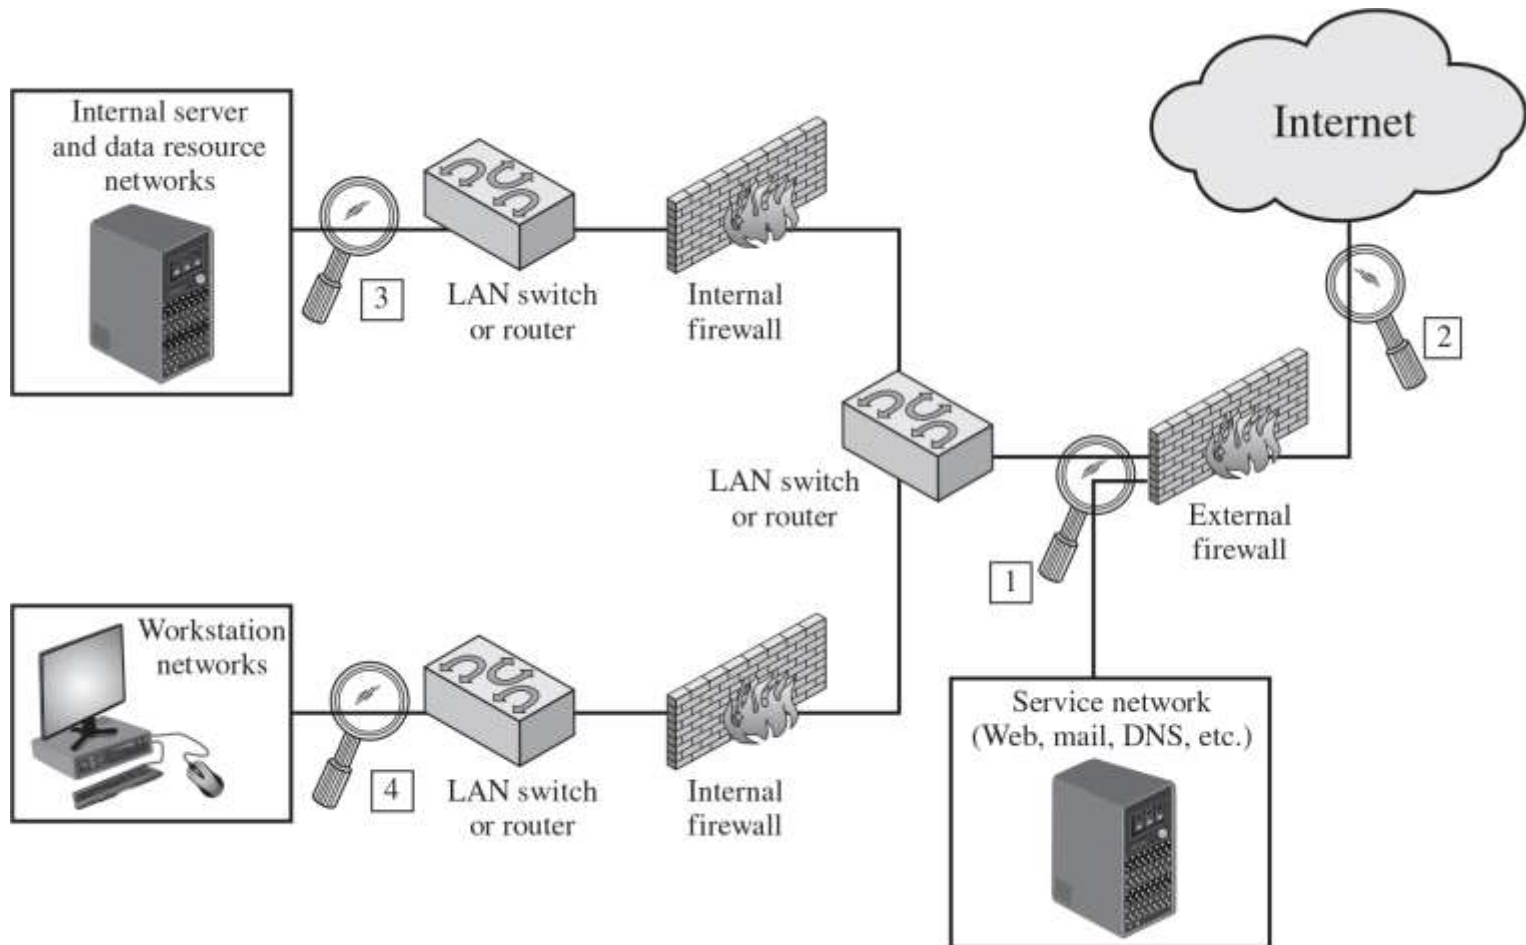 Internal server
and data resource
networks
3
LAN switch
or router
Internal
firewall
Internet
2
LAN switch
or router
1
External
firewall
Workstation
networks
4
LAN switch
or router
Internal
firewall
Service network
(Web, mail, DNS, etc.)